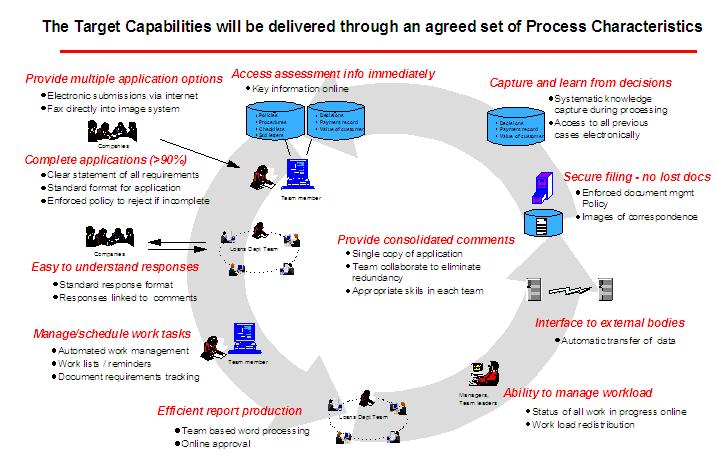 The Target Capabilities will be delivered through an agreed set of Process Characteristics
Provide multiple application options
• Electronic submissions via internet
• Fax directly into image system
Companies
Access assessment info immediately
• Key information online
• Policies
• Procedures
• Checklists
• Std letters
• Decisions
• Payment record
• Value of customer
Team member
Capture and learn from decisions
• Systematic knowledge
capture during processing
• Access to all previous
cases electronically
• Decisions
• Payment record
• Value of customer
Complete applications (>90%)
• Clear statement of all requirements
• Standard format for application
• Enforced policy to reject if incomplete
Secure filing - no lost docs
• Enforced document mgmt
Policy
• Images of correspondence
Companies
Loans Dept Team
Easy to understand responses
• Standard response format
• Responses linked to comments
Provide consolidated comments
• Single copy of application
• Team collaborate to eliminate
redundancy
• Appropriate skils in each team
Interface to external bodies
• Automatic transfer of data
Manage/schedule work tasks
• Automated work management
• Work lists / reminders
• Document requirements tracking
Team member
Managers,
Team leaders
Ability to manage workload
• Status of all work in progress online
• Work load redistribution
Efficient report production
• Team based word processing
• Online approval
Loans Dept Team